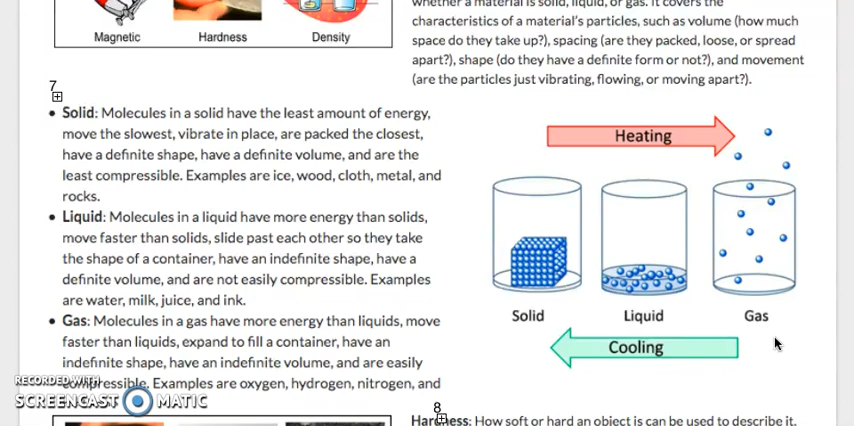 Magnetic
Hardness
Density
whether a material is solid, liquid, or gas. It covers the
characteristics of a material's particles, such as volume (how much
space do they take up?), spacing (are they packed, loose, or spread
apart?), shape (do they have a definite form or not?), and movement
(are the particles just vibrating, flowing, or moving apart?).
7
• Solid: Molecules in a solid have the least amount of energy,
move the slowest, vibrate in place, are packed the closest,
have a definite shape, have a definite volume, and are the
least compressible. Examples are ice, wood, cloth, metal, and
rocks.
• Liquid: Molecules in a liquid have more energy than solids,
move faster than solids, slide past each other so they take
the shape of a container, have an indefinite shape, have a
definite volume, and are not easily compressible. Examples
are water, milk, juice, and ink.
• Gas: Molecules in a gas have more energy than liquids, move
faster than liquids, expand to fill a container, have an
indefinite shape, have an indefinite volume, and are easily
compressible. Examples are oxygen, hydrogen, nitrogen, and
Heating
Solid
Liquid
Gas
Cooling
RECORDED WITH
SCREENCAST MATIC
8
Hardness: How soft or hard an object is can be used to describe it.